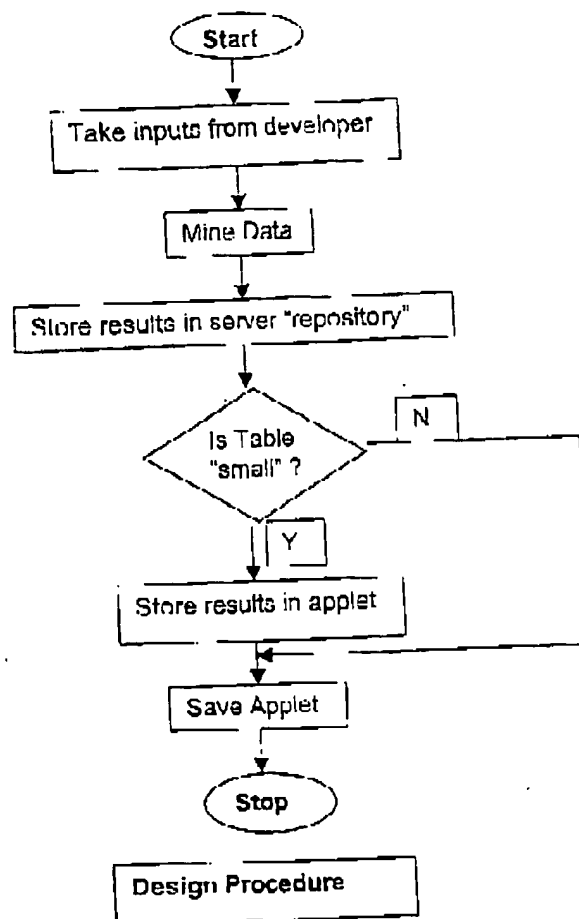 Start
Take inputs from developer
Mine Data
Store results in server "repository"
Is Table
"small" ?
N
Y
Store results in applet
Save Applet
Stop
Design Procedure